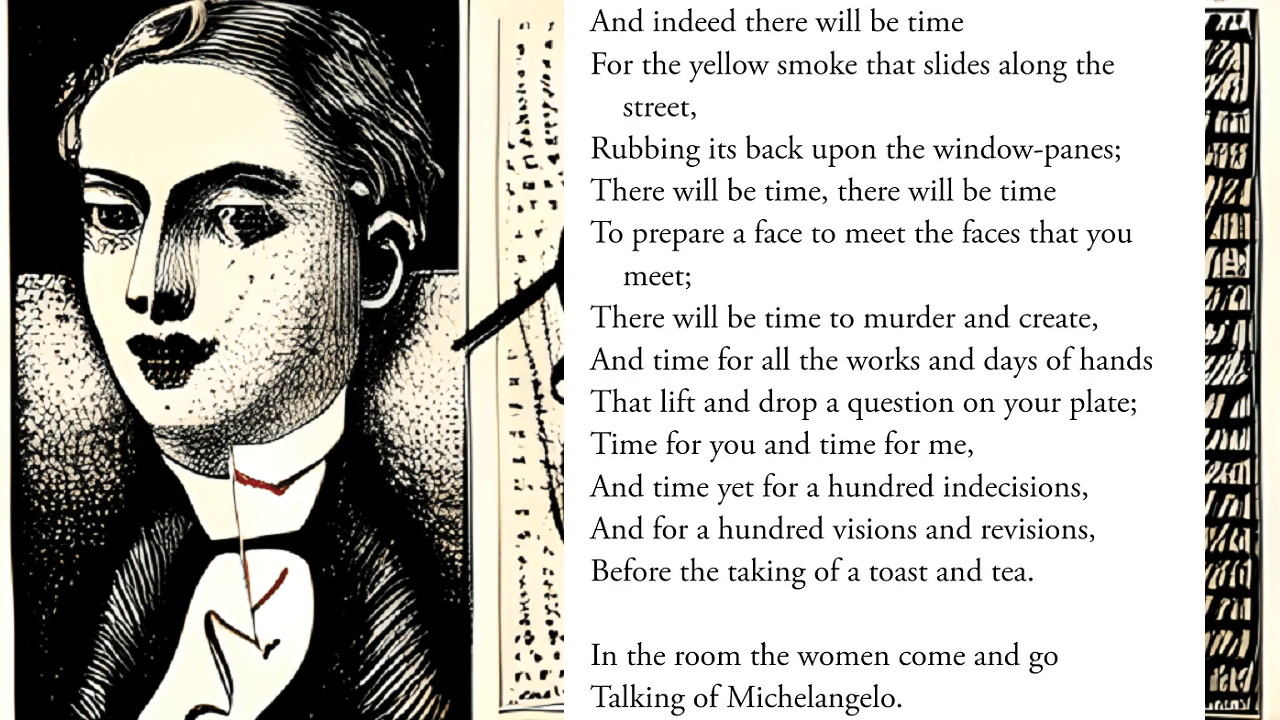 And indeed there will be time
For the yellow smoke that slides along the
street,
Rubbing its back upon the window-panes;
There will be time, there will be time
To prepare a face to meet the faces that you
meet;
There will be time to murder and create,
And time for all the works and days of hands
That lift and drop a question on your plate;
Time for you and time for me,
And time yet for a hundred indecisions,
And for a hundred visions and revisions,
Before the taking of a toast and tea.

In the room the women come and go
Talking of Michelangelo.